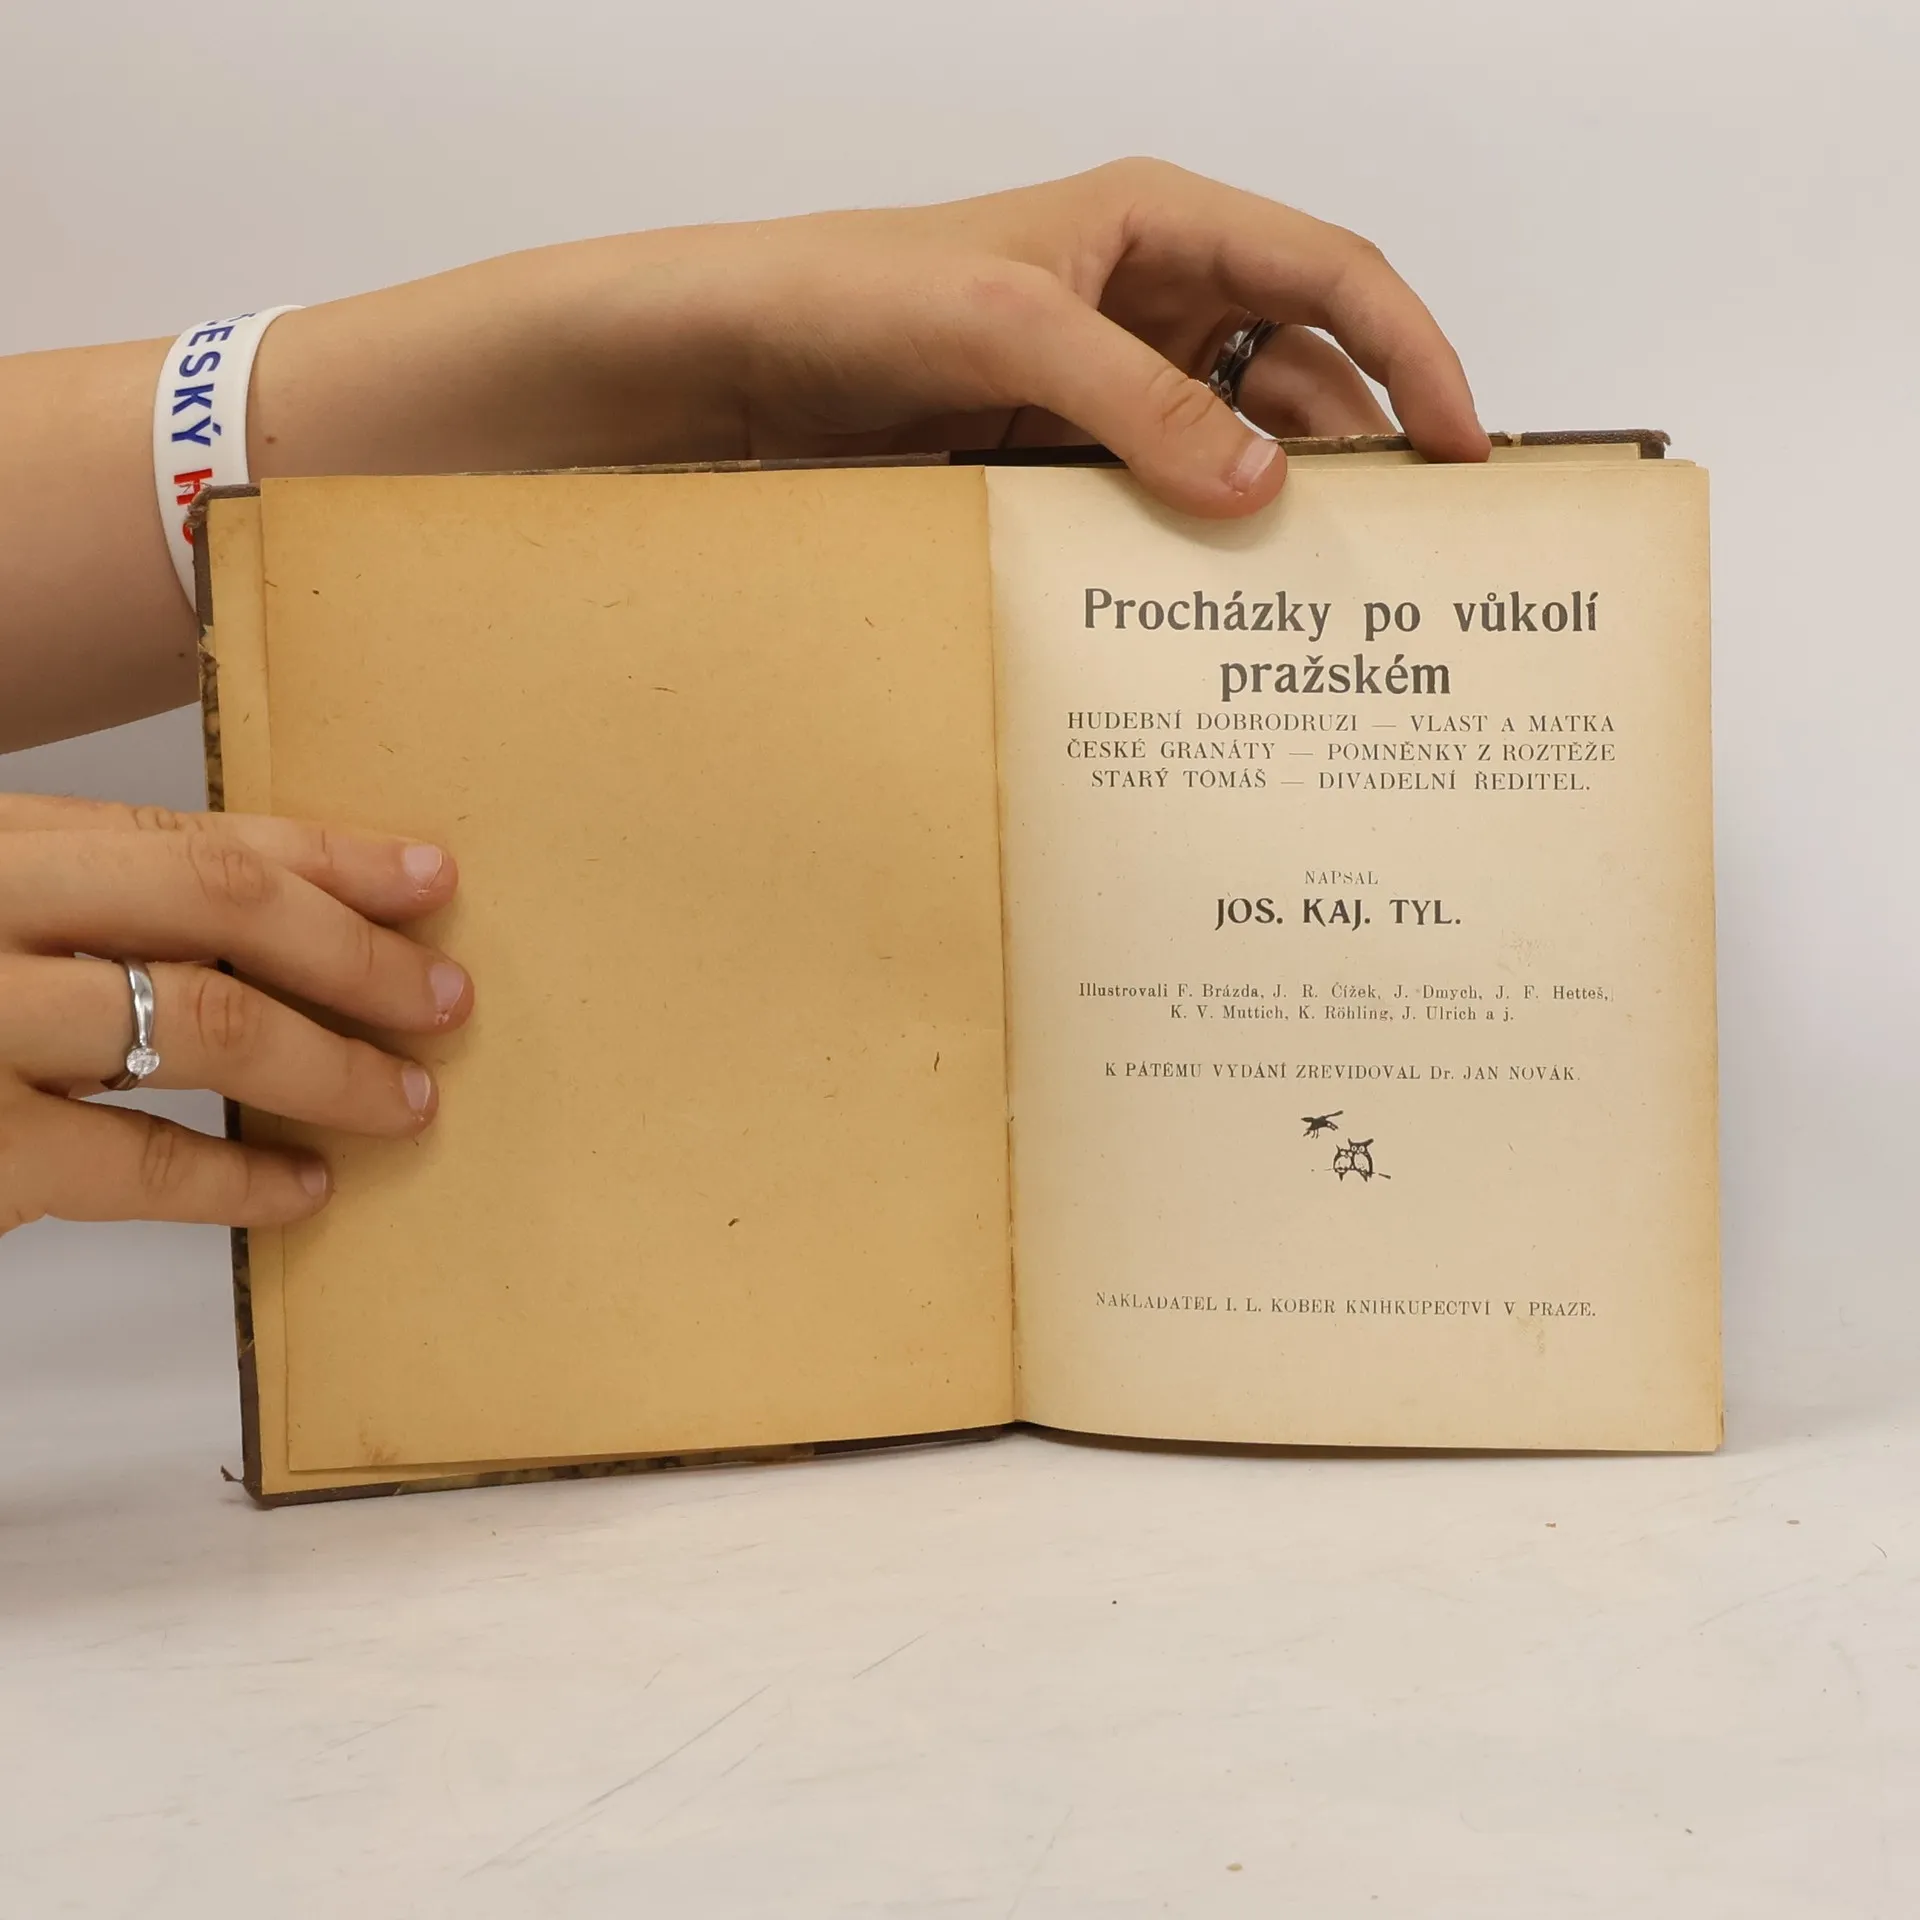 ESKÝ
Procházky po vůkolí
pražském
HUDEBNÍ DOBRODRUZI — VLAST A MATKA
ČESKÉ GRANÁTY — POMNĚNKY Z ROZTĚŽE
STARÝ TOMÁŠ — DIVADELNÍ ŘEDITEL.
NAPSAL
JOS. KAJ. TYL.
Illustrovali F. Brázda, J. R. Čížek, J. Dmych, J. F. Hetteš,
K. V. Muttich, K. Röhling, J. Ulrich a j.
K PÁTÉMU VYDÁNÍ ZREVIDOVAL Dr. JAN NOVÁK.
NAKLADATEL I. L. KOBER KNIHKUPECTVÍ V PRAZE.